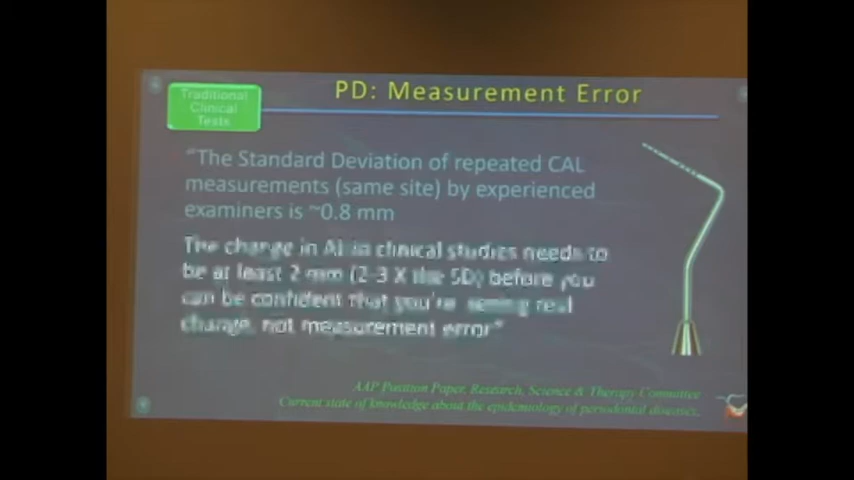 Traditional
Clinical
Tests
PD: Measurement Error
"The Standard Deviation of repeated CAL
measurements (same site) by experienced
examiners is ~0.8 mm
The change in AL in clinical studies needs to
be at least 2 mm (2-3 X the SD) before you
can be confident that you're seeing real
change, not measurement error"
AAP Position Paper, Research, Science & Therapy Committee
Current state of knowledge about the epidemiology of periodontal diseases.